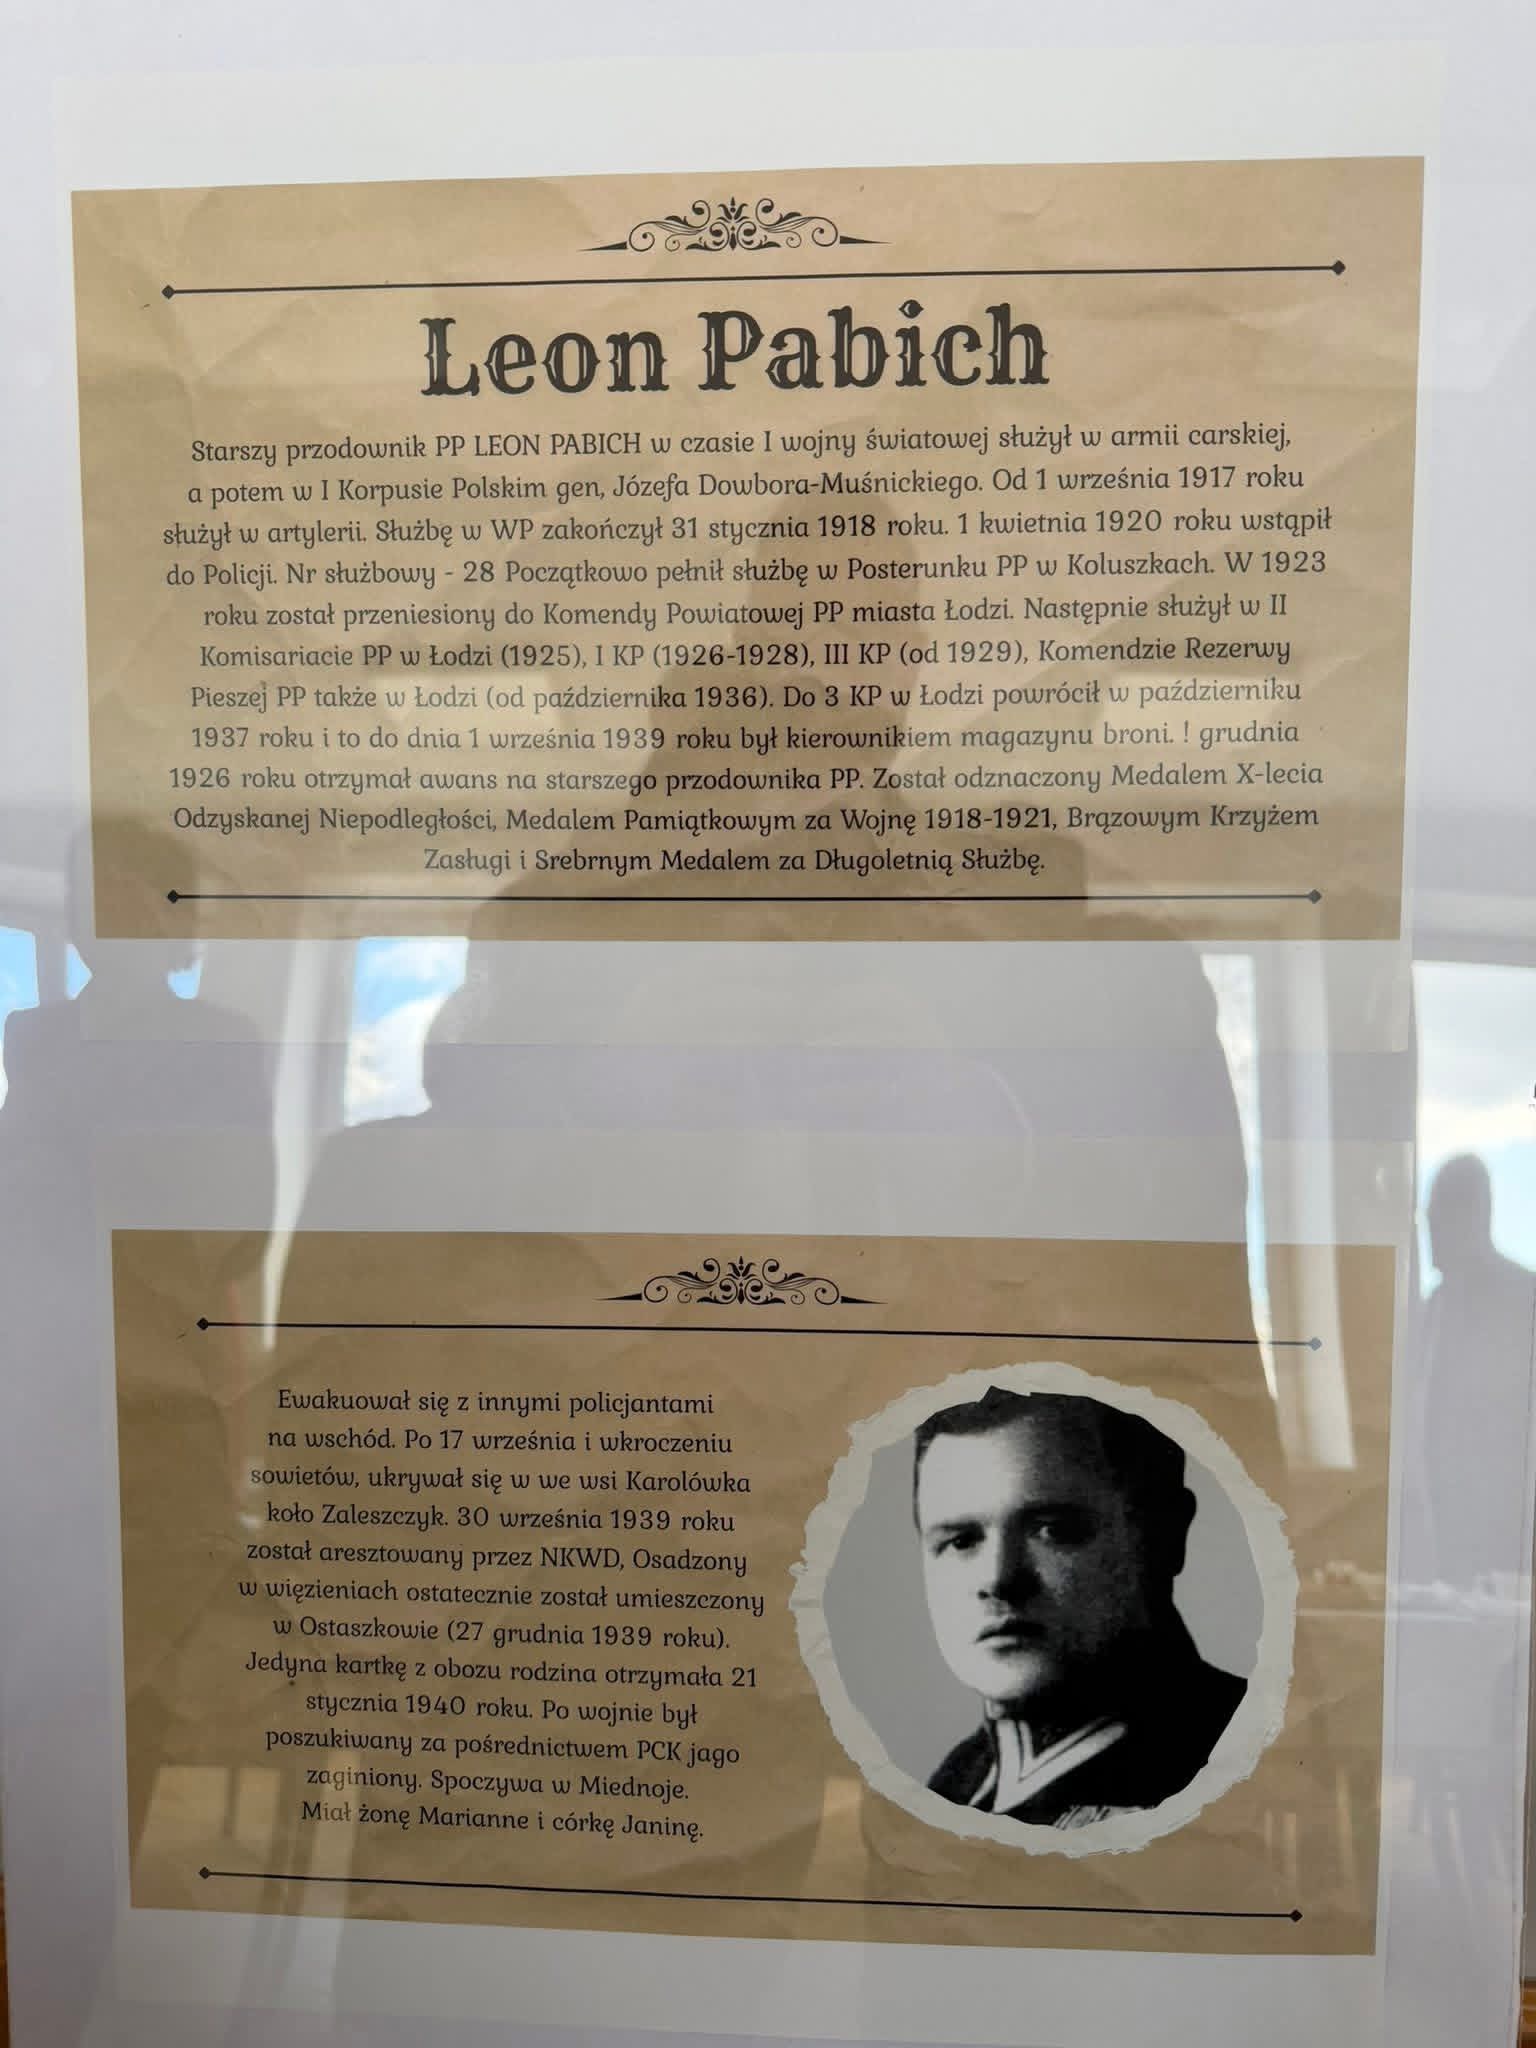 Leon Pabich
Starszy przodownik PP LEON PABICH w czasie I wojny światowej służył w armii carskiej,
a potem w I Korpusie Polskim gen, Józefa Dowbora-Muśnickiego. Od 1 września 1917 roku
służył w artylerii. Służbę w WP zakończył 31 stycznia 1918 roku. 1 kwietnia 1920 roku wstąpił
do Policji. Nr służbowy - 28 Początkowo pełnił służbę w Posterunku PP w Koluszkach. W 1923
roku został przeniesiony do Komendy Powiatowej PP miasta Łodzi. Następnie służył w II
Komisariacie PP w Łodzi (1925), I KP (1926-1928), III KP (od 1929), Komendzie Rezerwy
Pieszej PP także w Łodzi (od października 1936). Do 3 KP w Łodzi powrócił w październiku
1937 roku i to do dnia 1 września 1939 roku był kierownikiem magazynu broni. ! grudnia
1926 roku otrzymał awans na starszego przodownika PP. Został odznaczony Medalem X-lecia
Odzyskanej Niepodległości, Medalem Pamiątkowym za Wojnę 1918-1921, Brązowym Krzyżem
Zasługi i Srebrnym Medalem za Długoletnią Służbę.
Ewakuował się z innymi policjantami
na wschód. Po 17 września i wkroczeniu
sowietów, ukrywał się w we wsi Karolówka
koło Zaleszczyk. 30 września 1939 roku
został aresztowany przez NKWD, Osadzony
w więzieniach ostatecznie został umieszczony
w Ostaszkowie (27 grudnia 1939 roku).
Jedyna kartkę z obozu rodzina otrzymała 21
stycznia 1940 roku. Po wojnie był
poszukiwany za pośrednictwem PCK jago
zaginiony. Spoczywa w Miednoje.
Miał żonę Marianne i córkę Janinę.